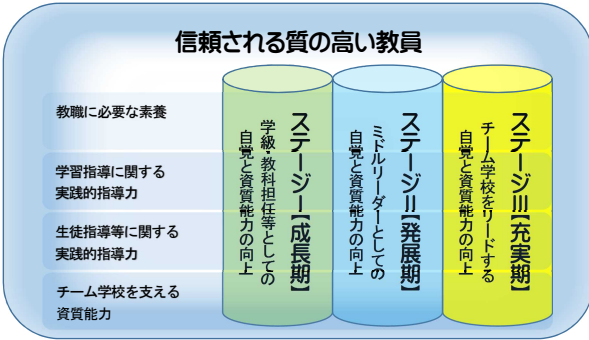 信頼される質の高い教員
教職に必要な素養
学習指導に関する
実践的指導力
生徒指導等に関する
実践的指導力
チーム学校を支える
資質能力
ステージⅠ【成長期】
学級・教科担任等としての
自覚と資質能力の向上
ステージⅡ【発展期】
ミドルリーダーとしての
自覚と資質能力の向上
ステージⅢ【充実期】
チーム学校をリードする
自覚と資質能力の向上